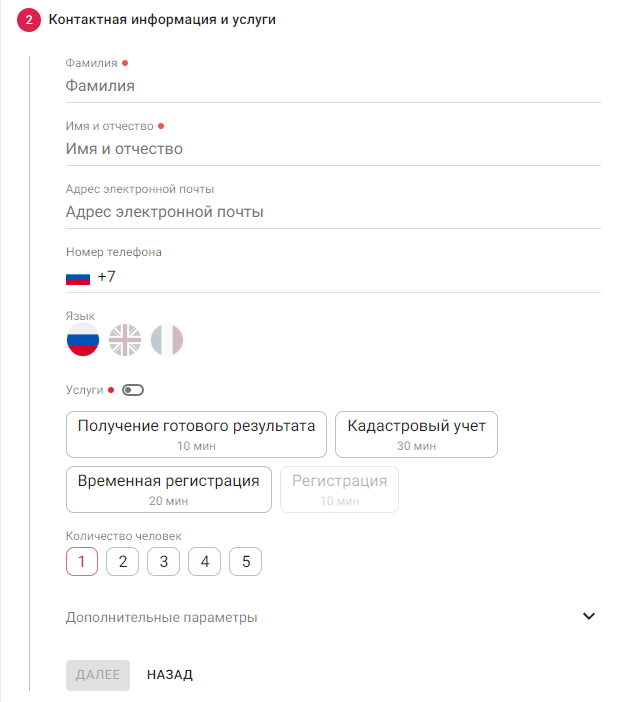 2 Контактная информация и услуги
Фамилия
Фамилия
Имя и отчество
Имя и отчество
Адрес электронной почты
Адрес электронной почты
Номер телефона
+7
Язык
Услуги
Получение готового результата
10 мин
Кадастровый учет
30 мин
Временная регистрация
20 мин
Регистрация
10 мин
Количество человек
1 2 3 4 5
Дополнительные параметры
ДАЛЕЕ НАЗАД